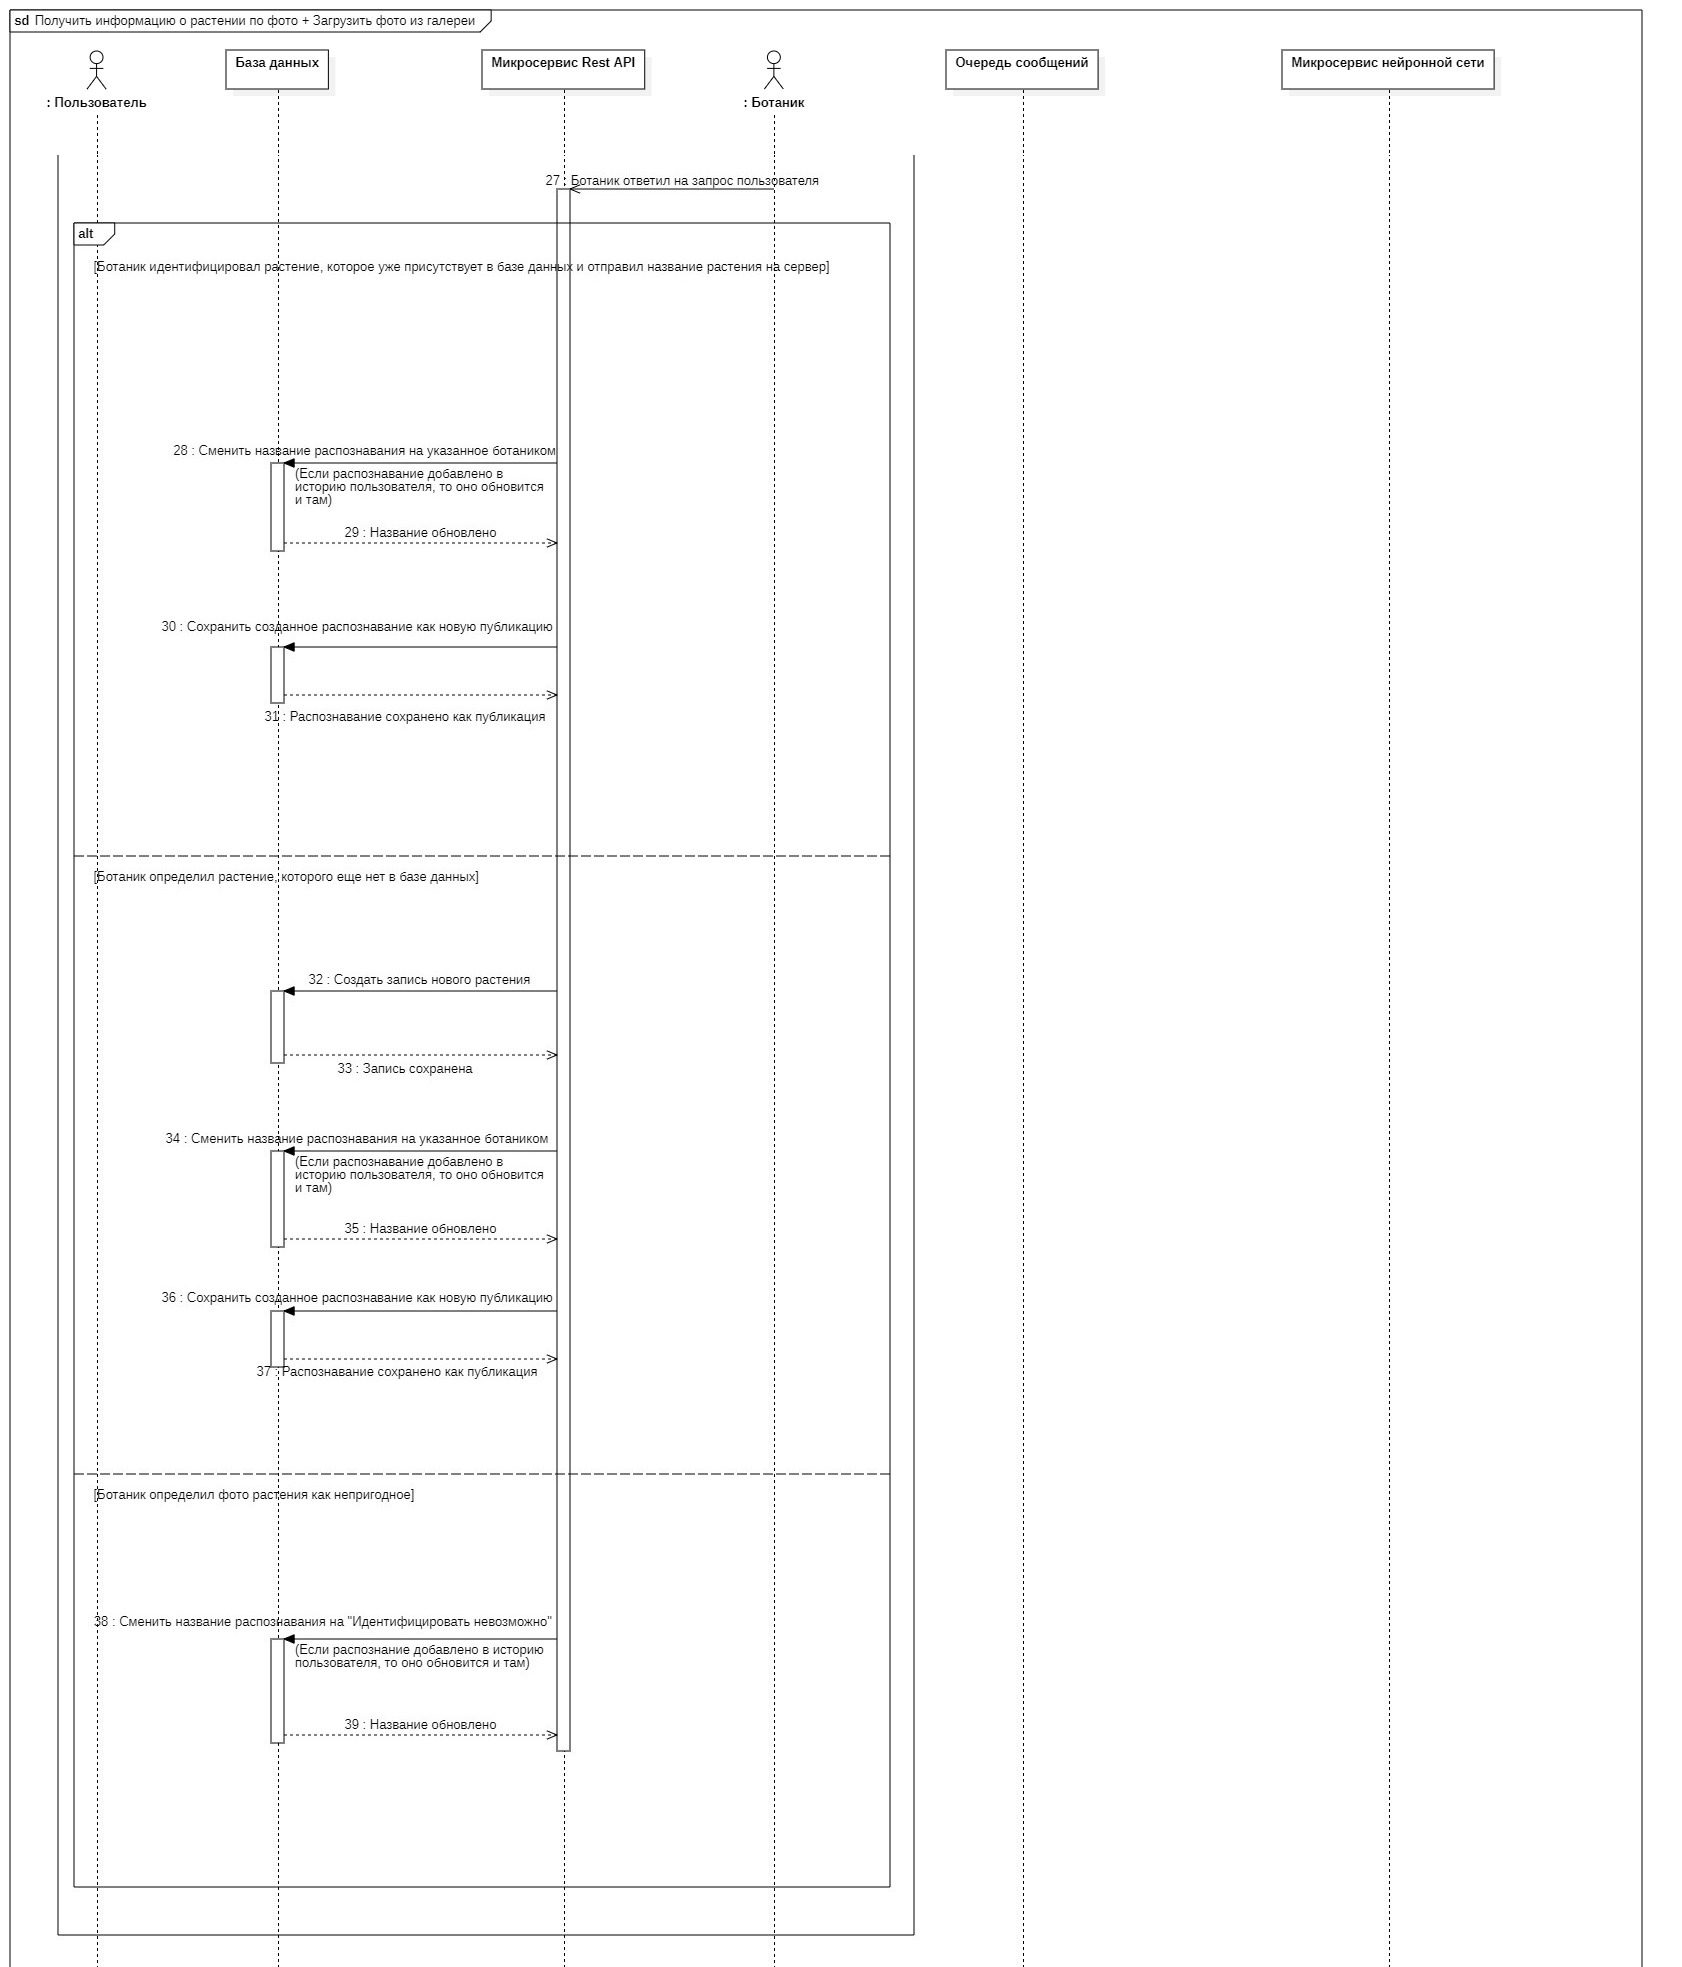 sd Получить информацию о растении по фото + Загрузить фото из галереи
База данных
Микросервис Rest API
Очередь сообщений
Микросервис нейронной сети
: Пользователь
: Ботаник
27 : Ботаник ответил на запрос пользователя
alt
[Ботаник идентифицировал растение, которое уже присутствует в базе данных и отправил название растения на сервер]
28 : Сменить название распознавания на указанное ботаником
(Если распознавание добавлено в
историю пользователя, то оно обновится
и там)
29 : Название обновлено
30 : Сохранить созданное распознавание как новую публикацию
31 : Распознавание сохранено как публикация
[Ботаник определил растение, которого еще нет в базе данных]
32 : Создать запись нового растения
33 : Запись сохранена
34 : Сменить название распознавания на указанное ботаником
(Если распознавание добавлено в
историю пользователя, то оно обновится
и там)
35 : Название обновлено
36 : Сохранить созданное распознавание как новую публикацию
37 : Распознавание сохранено как публикация
[Ботаник определил фото растения как непригодное]
38 : Сменить название распознавания на "Идентифицировать невозможно"
(Если распознание добавлено в историю
пользователя, то оно обновится и там)
39 : Название обновлено